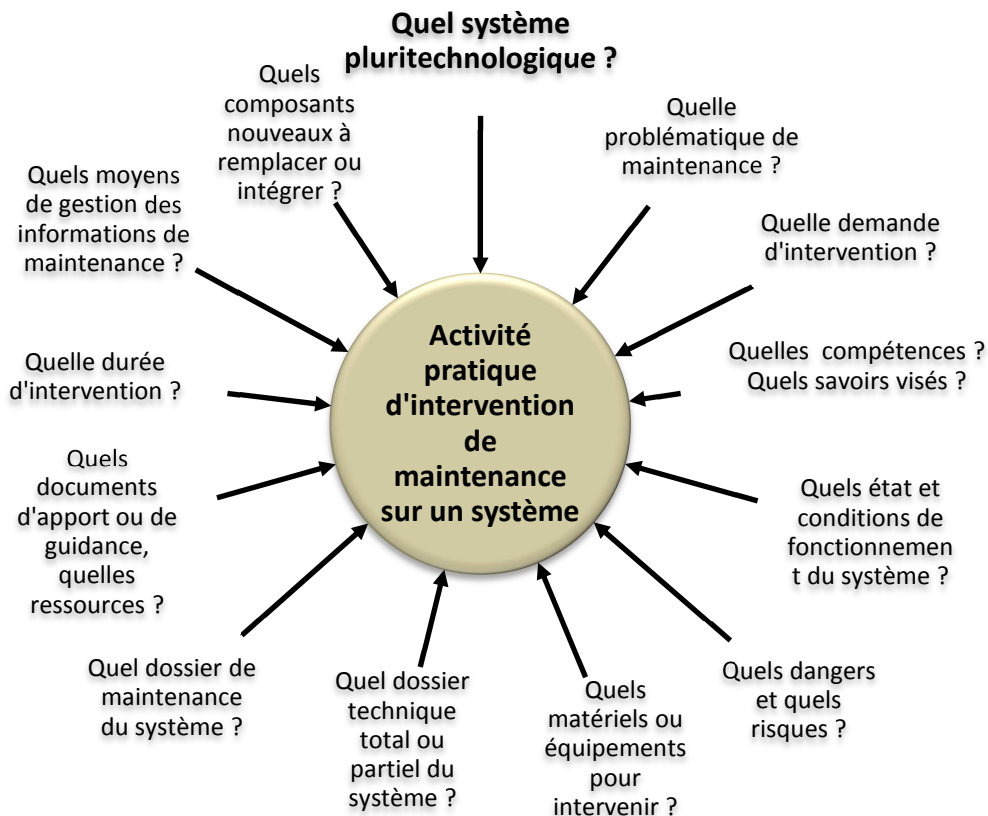 Quel système
pluritechnologique ?
Quelle
problématique de
maintenance ?
Quelle demande
d'intervention ?
Quelles compétences ?
Quels savoirs visés ?
Quels état et
conditions de
fonctionnemen
t du système ?
Quels dangers
et quels
risques ?
Quels
matériels ou
équipements
pour
intervenir ?
Quel dossier
technique
total ou
partiel du
système ?
Quel dossier de
maintenance
du système ?
Quels
documents
d'apport ou de
guidance,
quelles
ressources ?
Quelle durée
d'intervention ?
Quels moyens
de gestion des
informations de
maintenance ?
Quels
composants
nouveaux à
remplacer ou
intégrer ?
Activité
pratique
d'intervention
de
maintenance
sur un système